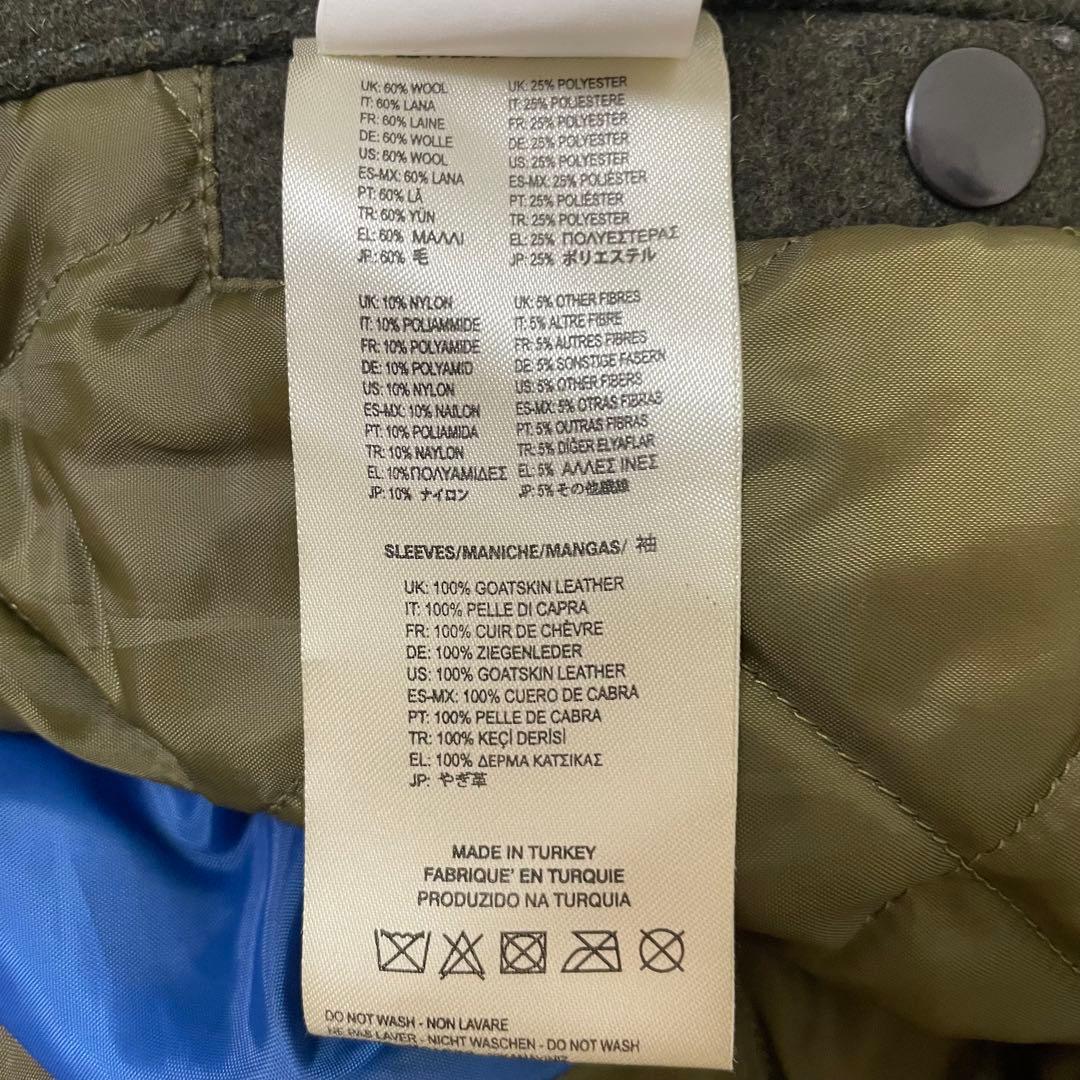 UK: 60% WOOL
IT: 60% LANA
FR: 60% LAINE
DE: 60% WOLLE
US: 60% WOOL
ES-MX: 60% LANA
PT: 60% LÃ
TR: 60% YÜN
EL: 60% ΜΑΛΛΙ
JP: 60% 毛
UK: 25% POLYESTER
IT: 25% POLIESTERE
FR: 25% POLYESTER
DE: 25% POLYESTER
US: 25% POLYESTER
ES-MX: 25% POLIÉSTER
PT: 25% POLIÉSTER
TR: 25% POLYESTER
EL: 25% ΠΟΛΥΕΣΤΕΡΑΣ
JP: 25% ポリエステル
UK: 10% NYLON
IT: 10% POLIAMMIDE
FR: 10% POLYAMIDE
DE: 10% POLYAMID
US: 10% NYLON
ES-MX: 10% NAILON
PT: 10% POLIAMIDA
TR: 10% NAYLON
EL: 10% ΠΟΛΥΑΜΙΔΕΣ
JP: 10% ナイロン
UK: 5% OTHER FIBRES
IT: 5% ALTRE FIBRE
FR: 5% AUTRES FIBRES
DE: 5% SONSTIGE FASERN
US: 5% OTHER FIBERS
ES-MX: 5% OTRAS FIBRAS
PT: 5% OUTRAS FIBRAS
TR: 5% DİĞER ELYAFLAR
EL: 5% ΑΛΛΕΣ ΙΝΕΣ
JP: 5% その他繊維
SLEEVES/MANICHE/MANGAS/ 袖
UK: 100% GOATSKIN LEATHER
IT: 100% PELLE DI CAPRA
FR: 100% CUIR DE CHÈVRE
DE: 100% ZIEGENLEDER
US: 100% GOATSKIN LEATHER
ES-MX: 100% CUERO DE CABRA
PT: 100% PELLE DE CABRA
TR: 100% KEÇİ DERİSİ
EL: 100% ΔΕΡΜΑ ΚΑΤΣΙΚΑΣ
JP: やぎ革
MADE IN TURKEY
FABRIQUE' EN TURQUIE
PRODUZIDO NA TURQUIA
DO NOT WASH - NON LAVARE
NE PAS LAVER - NICHT WASCHEN - DO NOT WASH